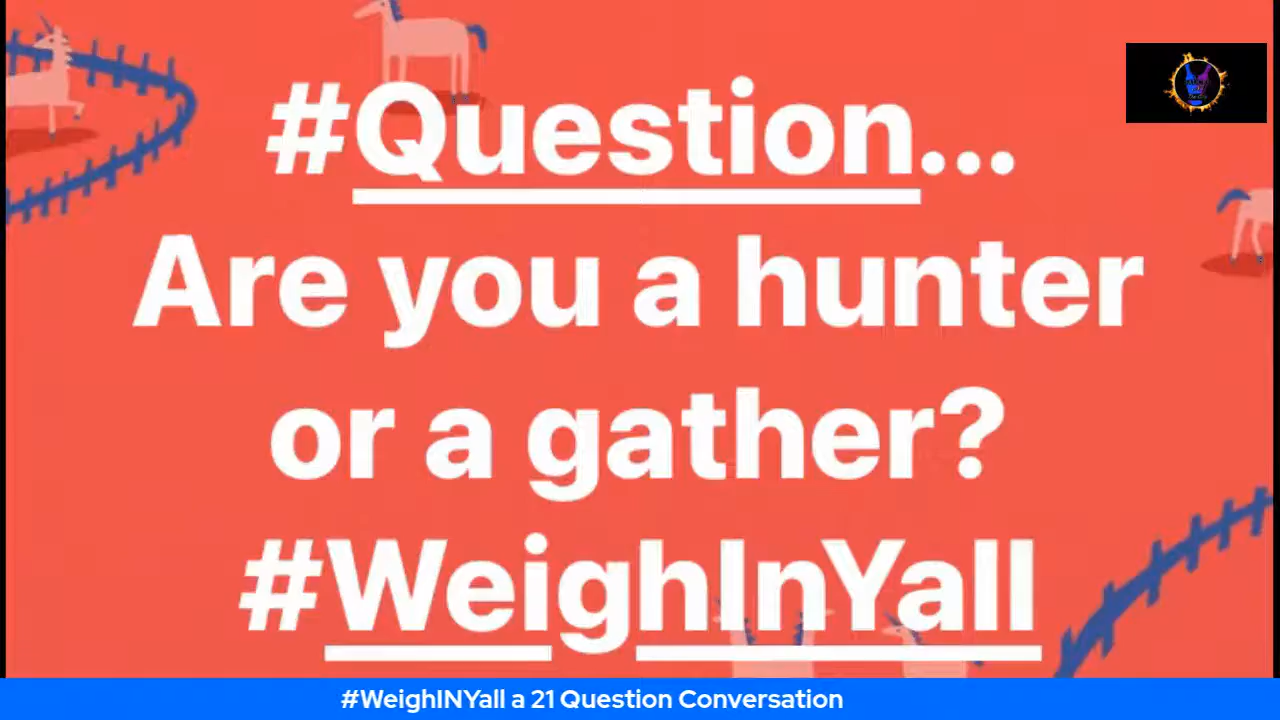 #Question...
Are you a hunter
or a gather?
#WeighInYall
#WeighINYall a 21 Question Conversation